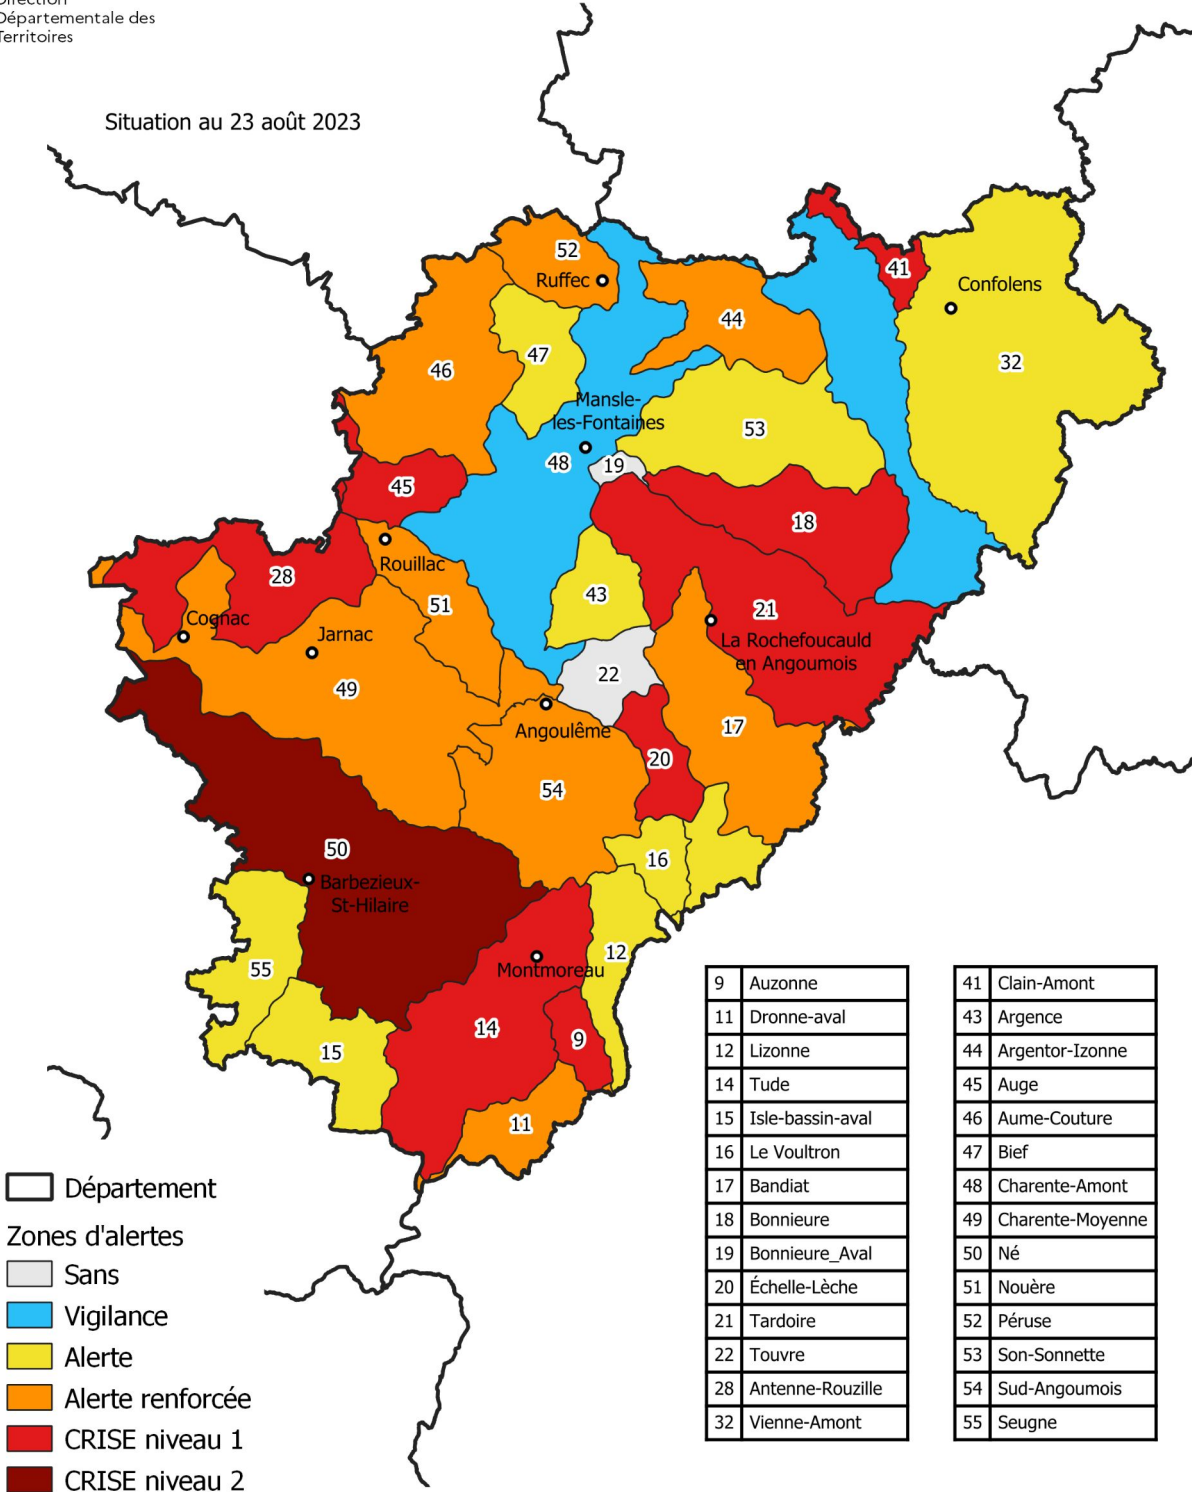 Direction
Départementale des
Territoires
Situation au 23 août 2023
52
Ruffec
41
Confolens
44
47
46
32
Mansle-
les-Fontaines
53
48
19
45
18
Rouillac
28
43
51
21
Cognac
Jarnac
La Rochefoucauld
en Angoumois
22
49
17
Angoulême
20
54
50
16
Barbezieux-
St-Hilaire
12
55
Montmoreau
14
9
15
11
9 Auzonne
11 Dronne-aval
12 Lizonne
14 Tude
15 Isle-bassin-aval
16 Le Voultron
17 Bandiat
18 Bonnieure
19 Bonnieure_Aval
20 Échelle-Lèche
21 Tardoire
22 Touvre
28 Antenne-Rouzille
32 Vienne-Amont
41 Clain-Amont
43 Argence
44 Argentor-Izonne
45 Auge
46 Aume-Couture
47 Bief
48 Charente-Amont
49 Charente-Moyenne
50 Né
51 Nouère
52 Péruse
53 Son-Sonnette
54 Sud-Angoumois
55 Seugne
Département
Zones d'alertes
Sans
Vigilance
Alerte
Alerte renforcée
CRISE niveau 1
CRISE niveau 2